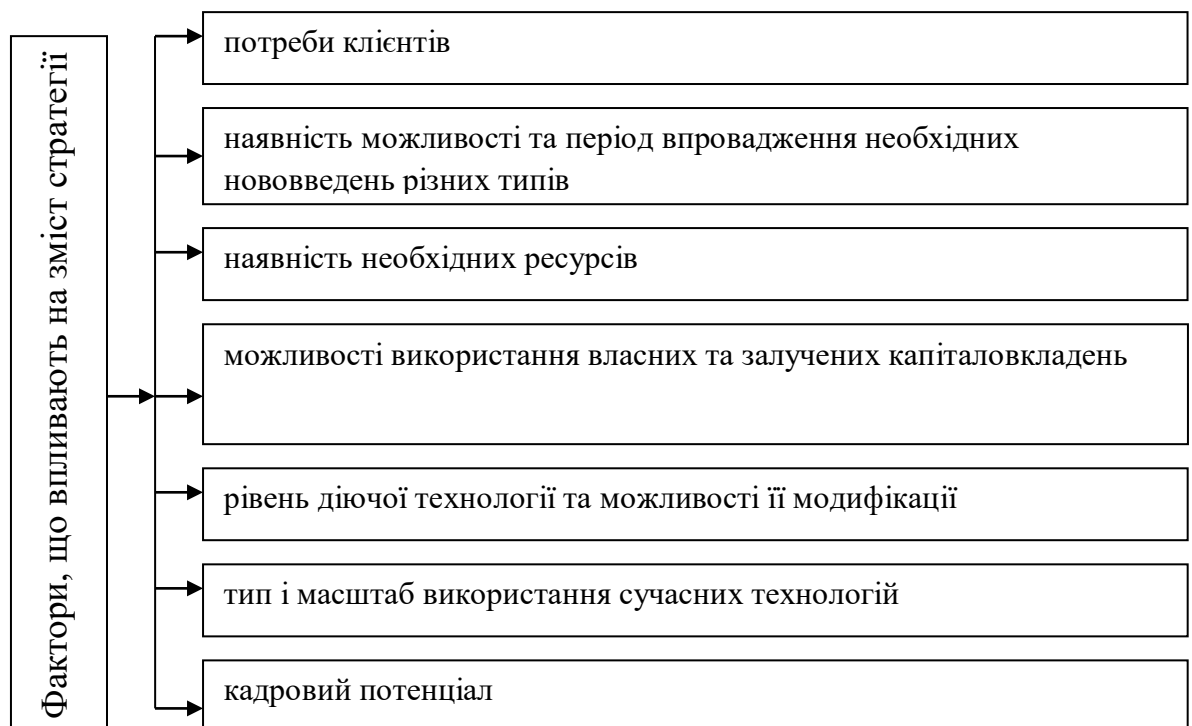 Фактори, що впливають на зміст стратегії
потреби клієнтів
наявність можливості та період впровадження необхідних
нововведень різних типів
наявність необхідних ресурсів
можливості використання власних та залучених капіталовкладень
рівень діючої технології та можливості її модифікації
тип і масштаб використання сучасних технологій
кадровий потенціал